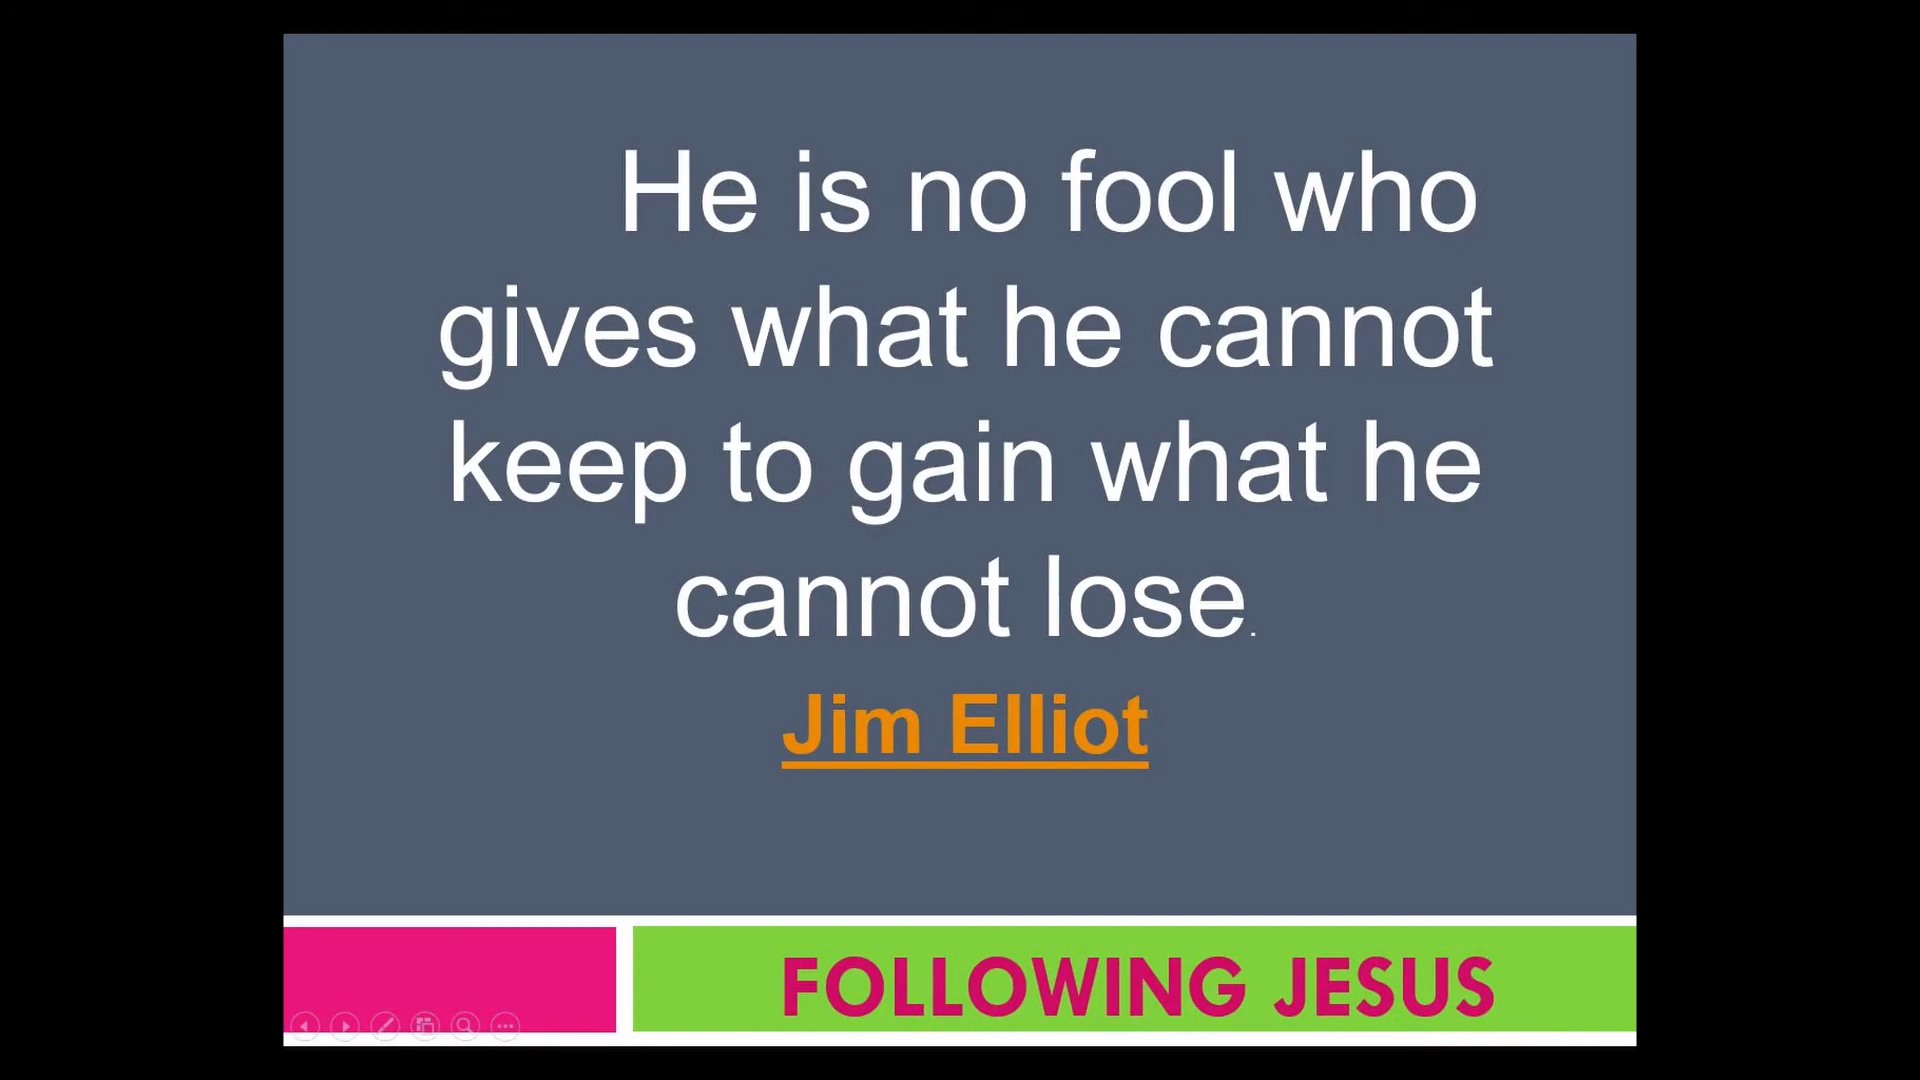 He is no fool who
gives what he cannot
keep to gain what he
cannot lose.
Jim Elliot
FOLLOWING JESUS